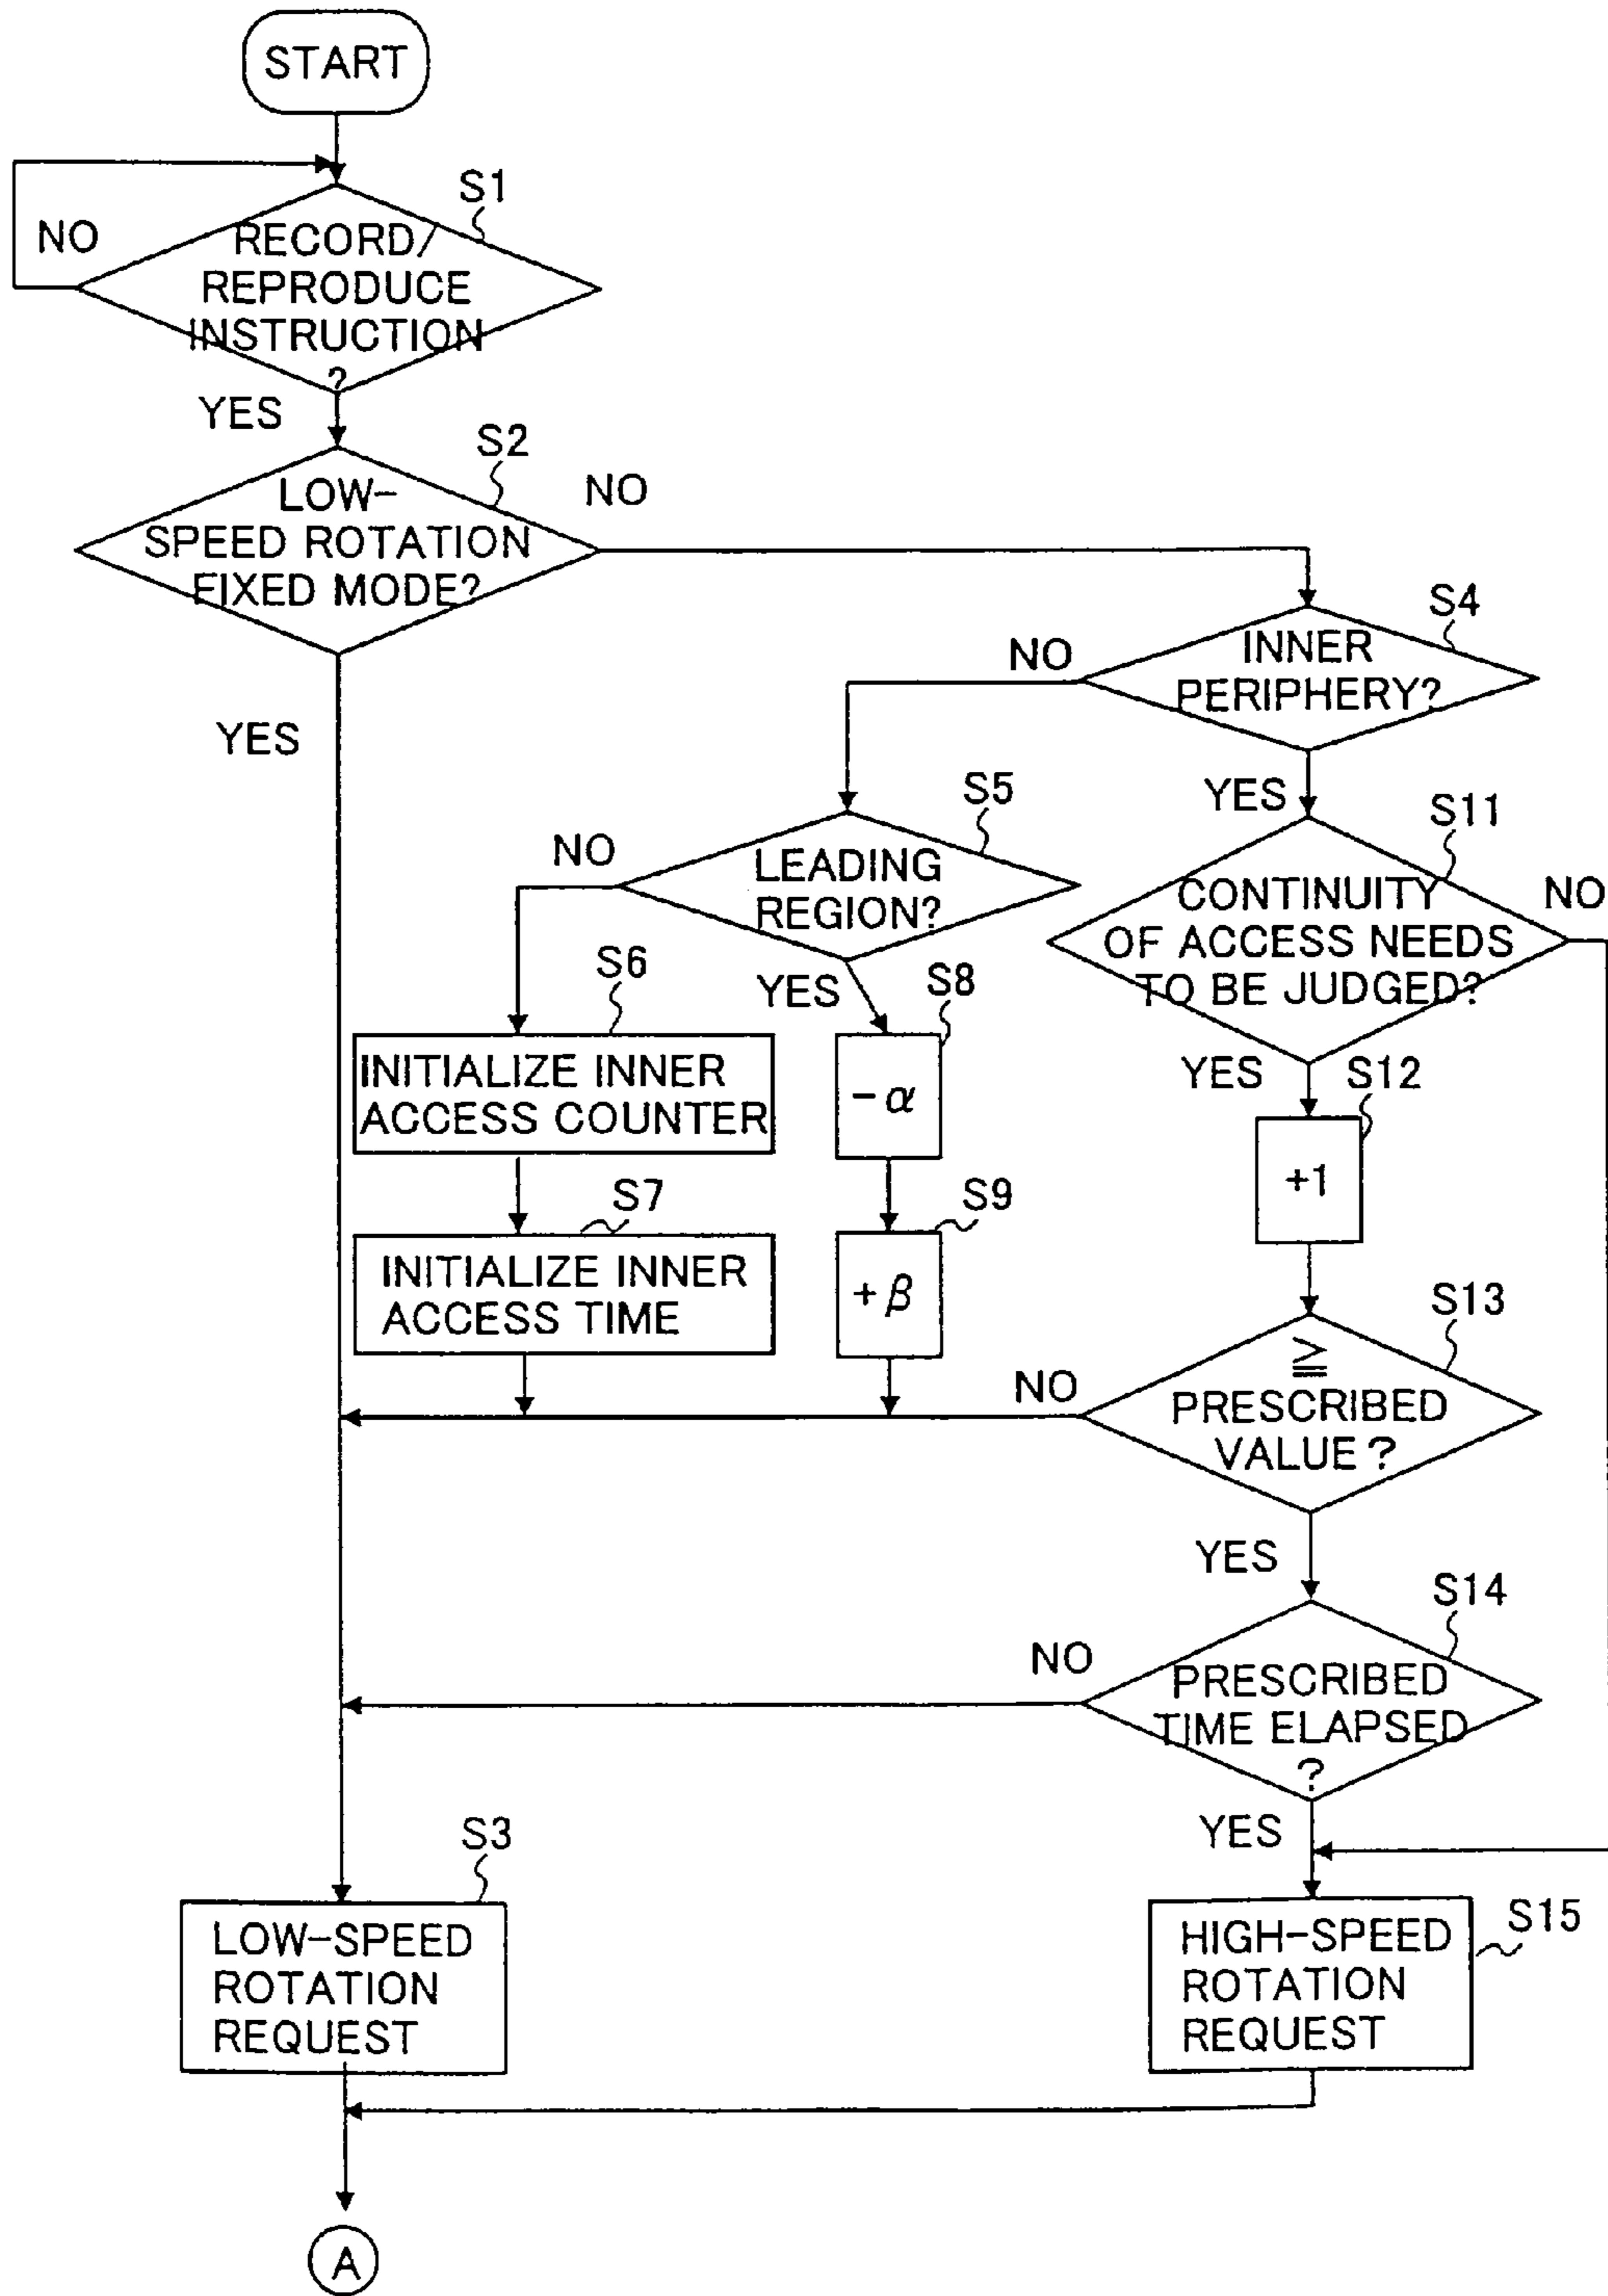 START
S1
NO
RECORD/
REPRODUCE
INSTRUCTION
?
YES
S2
LOW-
SPEED ROTATION
FIXED MODE?
NO
YES
S4
INNER
PERIPHERY?
NO
YES
S5
LEADING
REGION?
NO
YES
S11
CONTINUITY
OF ACCESS NEEDS
TO BE JUDGED?
NO
YES
S6
INITIALIZE INNER
ACCESS COUNTER
S8
-α
S12
+1
S7
INITIALIZE INNER
ACCESS TIME
S9
+β
S13
≧
PRESCRIBED
VALUE?
NO
YES
S14
PRESCRIBED
TIME ELAPSED
?
NO
YES
S3
LOW-SPEED
ROTATION
REQUEST
S15
HIGH-SPEED
ROTATION
REQUEST
A